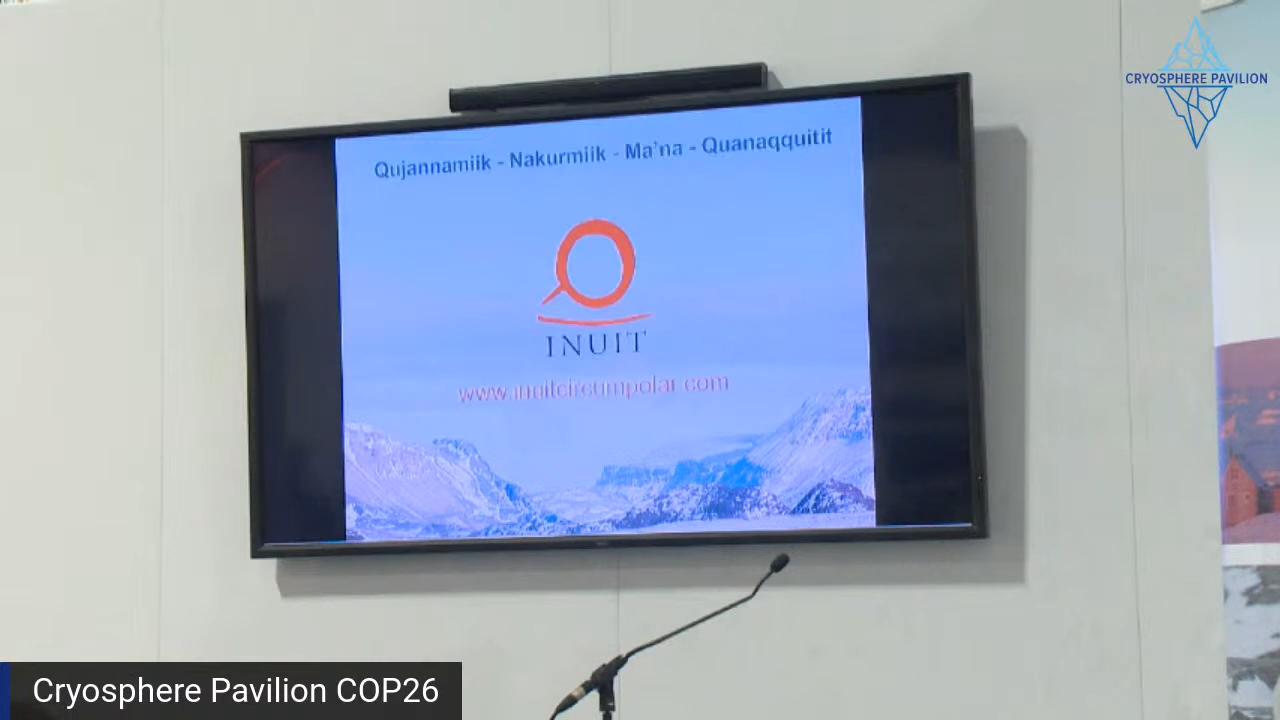 CRYOSPHERE PAVILION
Qujannamiik - Nakurmiik - Ma'na - Quanaqquitit
INUIT
www.inuitcircumpolar.com
Cryosphere Pavilion COP26